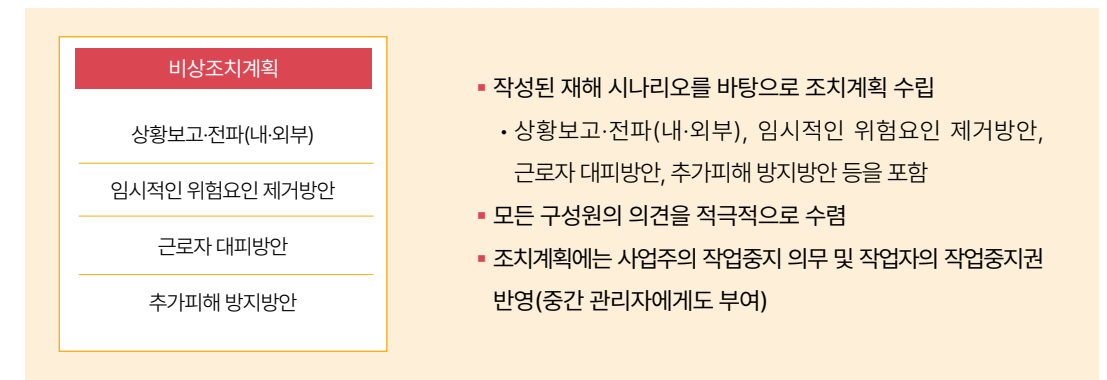 비상조치계획
상황보고·전파(내·외부)
임시적인 위험요인 제거방안
근로자 대피방안
추가피해 방지방안
▪ 작성된 재해 시나리오를 바탕으로 조치계획 수립
• 상황보고·전파(내·외부), 임시적인 위험요인 제거방안,
근로자 대피방안, 추가피해 방지방안 등을 포함
▪ 모든 구성원의 의견을 적극적으로 수렴
▪ 조치계획에는 사업주의 작업중지 의무 및 작업자의 작업중지권
반영(중간 관리자에게도 부여)